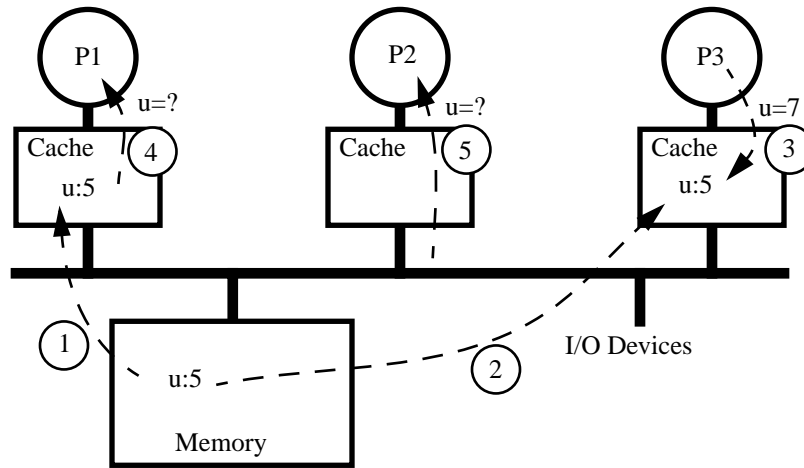 P1
P2
P3
u=?
u=?
u=7
Cache
4
Cache
5
Cache
3
u:5
u:5
1
2
I/O Devices
u:5
Memory